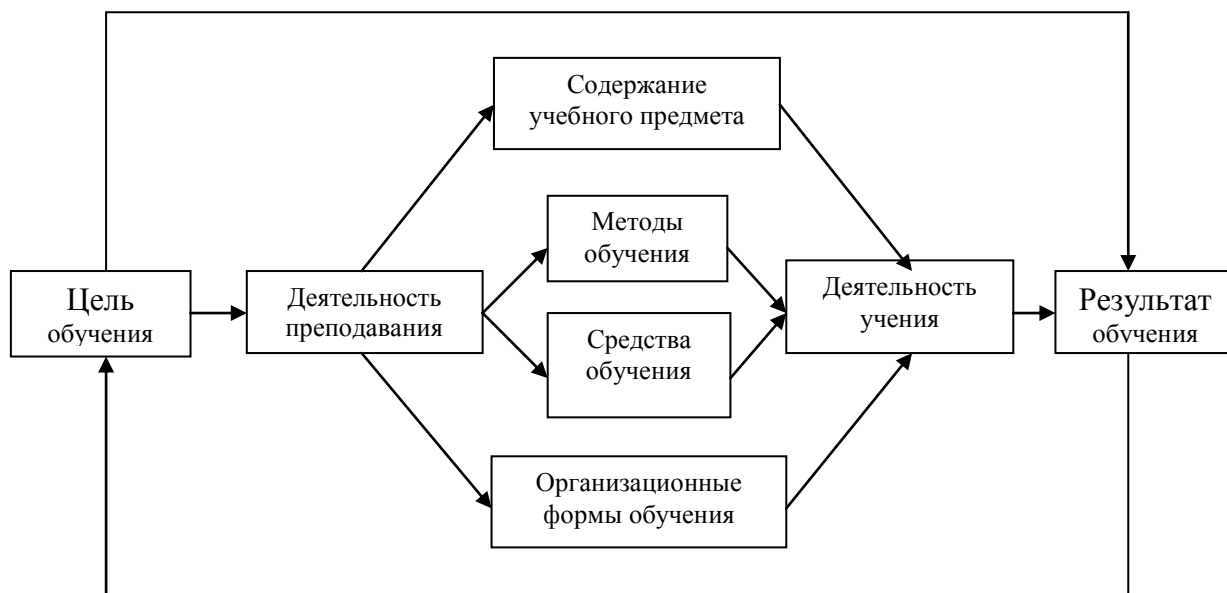 Содержание
учебного предмета
Методы
обучения
Цель
обучения
Деятельность
преподавания
Средства
обучения
Деятельность
учения
Результат
обучения
Организационные
формы обучения